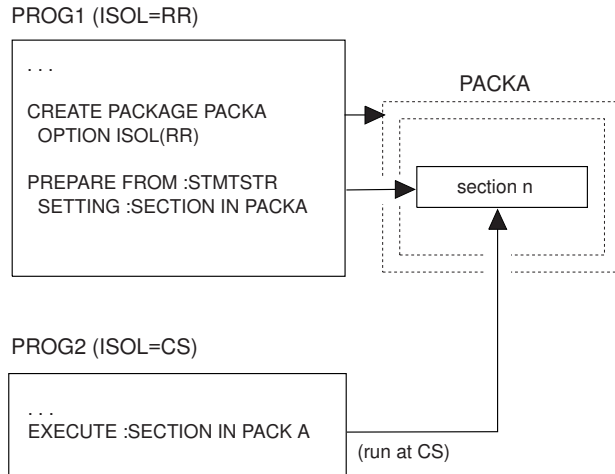 PROG1 (ISOL=RR)
. . .
CREATE PACKAGE PACKA
OPTION ISOL(RR)
PREPARE FROM :STMTSTR
SETTING :SECTION IN PACKA
PACKA
section n
PROG2 (ISOL=CS)
. . .
EXECUTE :SECTION IN PACK A
(run at CS)